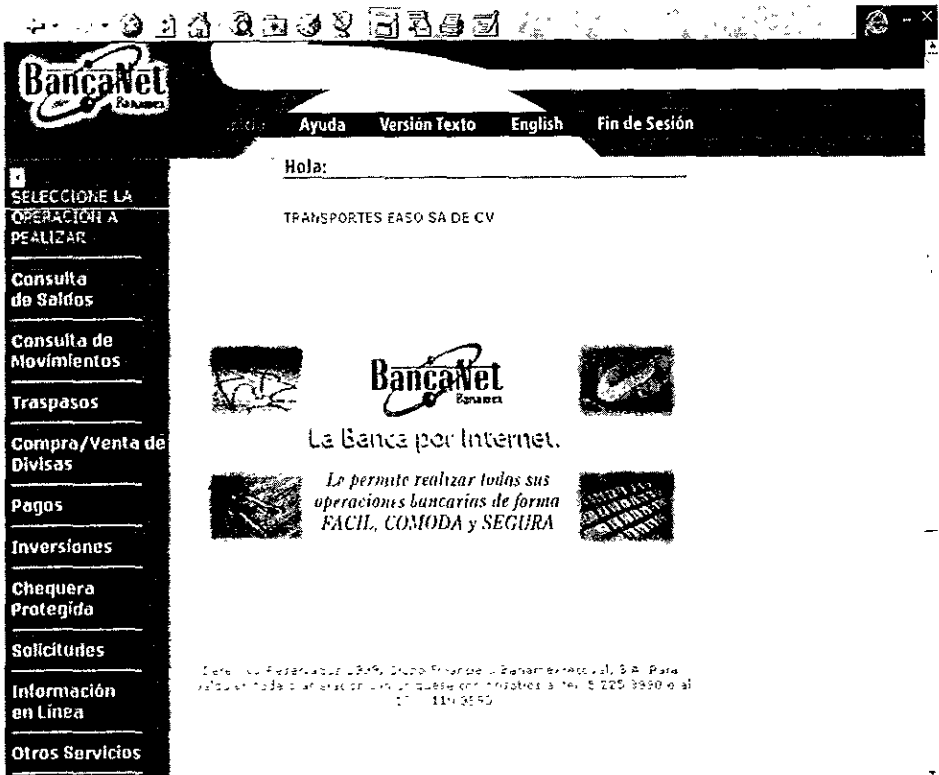 BancaNet
Banamex
Ayuda Versión Texto English Fin de Sesión
Hola:
SELECCIONE LA
OPERACIÓN A
REALIZAR
TRANSPORTES EASO SA DE CV
Consulta
de Saldos
Consulta de
Movimientos
Traspasos
Compra/Venta de
Divisas
Pagos
Inversiones
Chequera
Protegida
Solicitudes
Información
en Línea
Otros Servicios
BancaNet
Banamex
La Banca por Internet.
Le permite realizar todas sus
operaciones bancarias de forma
FACIL, COMODA y SEGURA